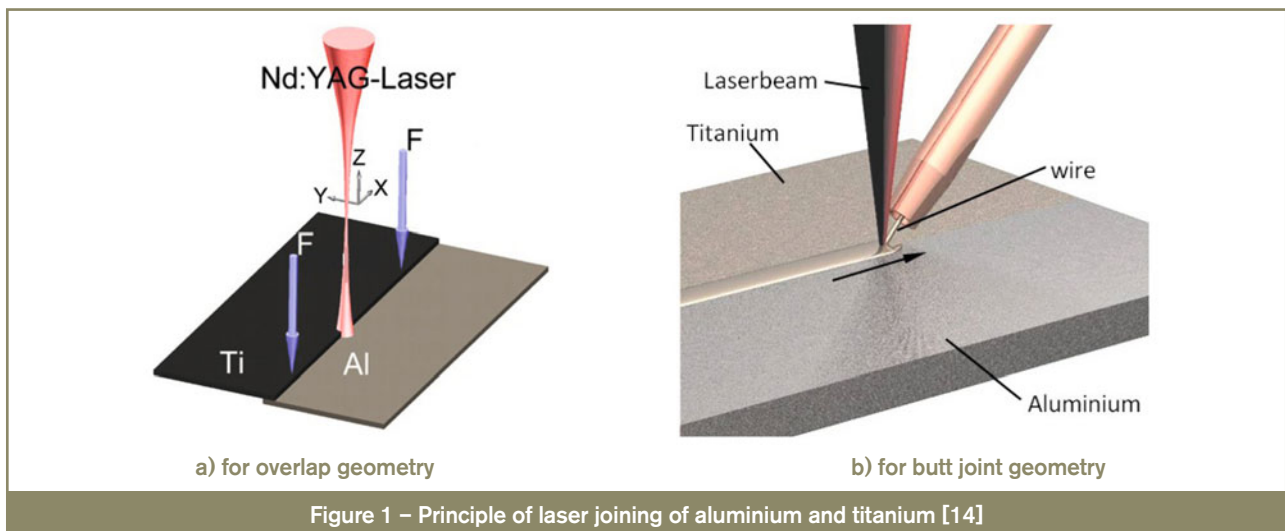 Nd:YAG-Laser
F
Z
X
Y
F
Ti
Al
a) for overlap geometry
Laserbeam
Titanium
wire
Aluminium
b) for butt joint geometry
Figure 1 – Principle of laser joining of aluminium and titanium [14]